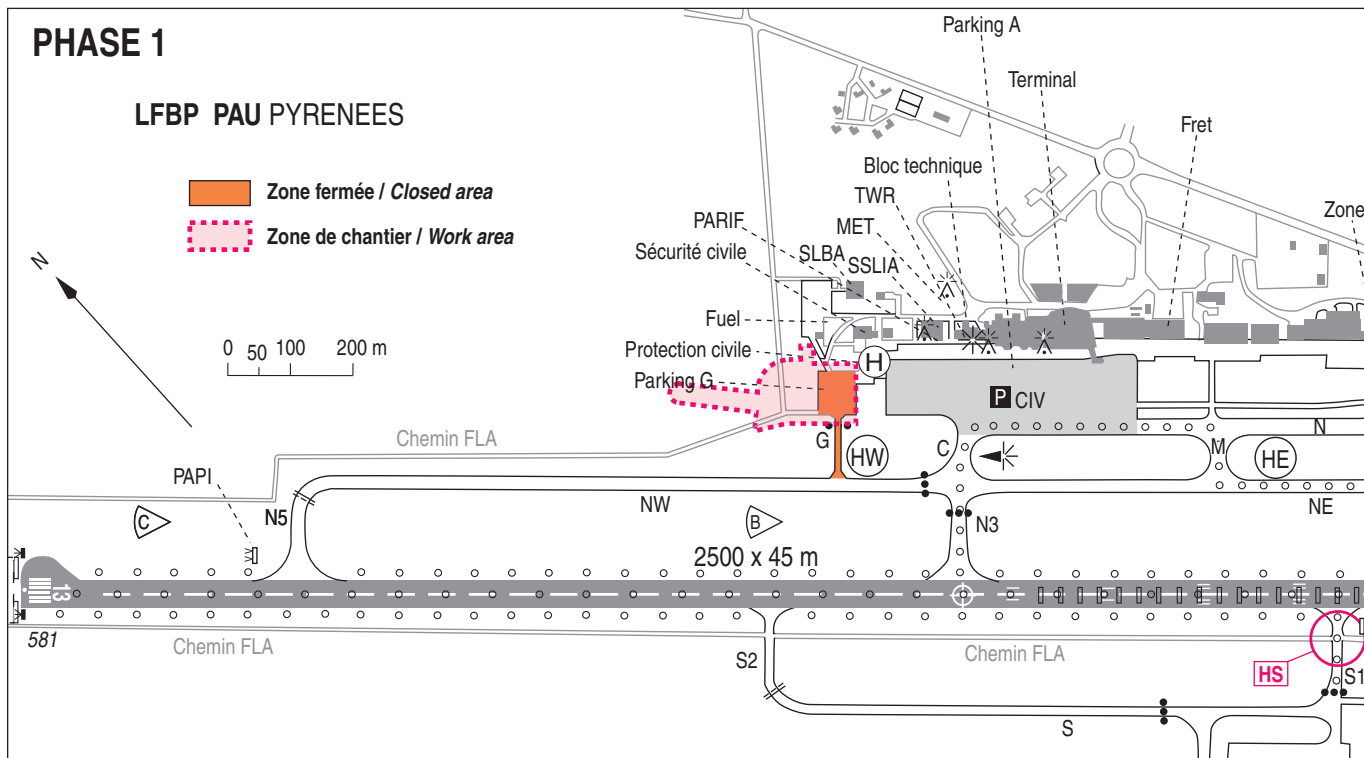 PHASE 1
LFBP PAU PYRENEES
Zone fermée / Closed area
Zone de chantier / Work area
N
0 50 100 200 m
Parking A
Terminal
Fret
Bloc technique
TWR
MET
PARIF
Zone
Sécurité civile
SLBA
SSLIA
Fuel
Protection civile
H
Parking G
P CIV
Chemin FLA
G
HW
C
M
N
HE
PAPI
N5
NW
N3
NE
C
B
2500 x 45 m
13
581
Chemin FLA
S2
Chemin FLA
HS
S1
S